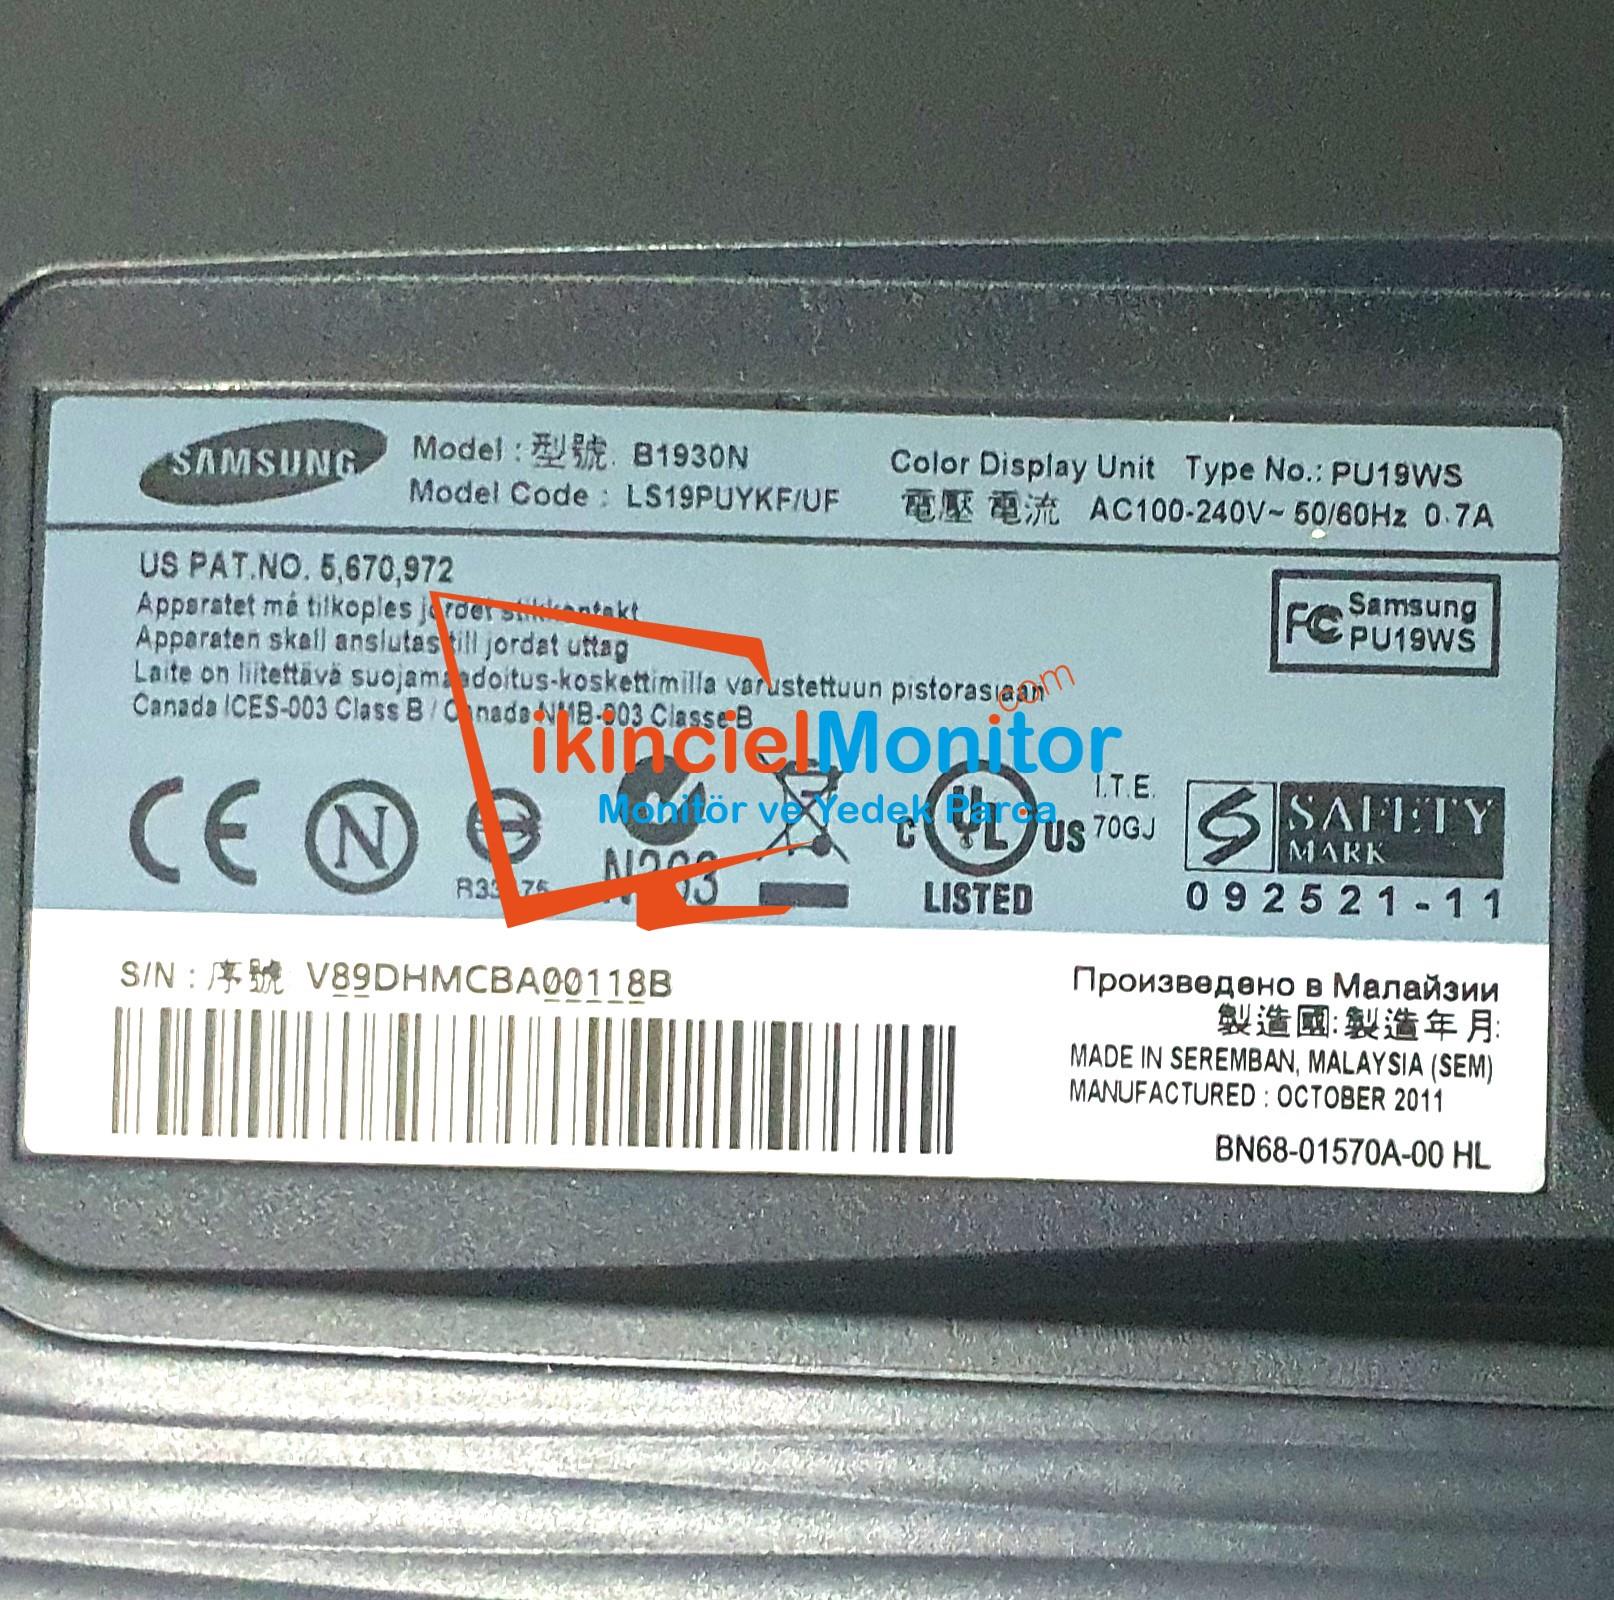 SAMSUNG
Model : 型號. B1930N
Model Code : LS19PUYKF/UF
Color Display Unit Type No.: PU19WS
電壓 電流 AC100-240V~ 50/60Hz 0.7A
US PAT.NO. 5,670,972
Apparatet må tilkoples jordet stikkontakt
Apparaten skall anslutas till jordat uttag
Laite on liitettävä suojamaadoitus-koskettimilla varustettuun pistorasiaan
Canada ICES-003 Class B / Canada NMB-003 Classe B
FC Samsung
PU19WS
ikincielMonitor
.com
Monitör ve Yedek Parca
CE
N
N263
C UL US
LISTED
I.T.E.
70GJ
S SAFETY
MARK
092521-11
S/N : 序號 V89DHMCBA00118B
Произведено в Малайзии
製造國: 製造年月:
MADE IN SEREMBAN, MALAYSIA (SEM)
MANUFACTURED : OCTOBER 2011
BN68-01570A-00 HL